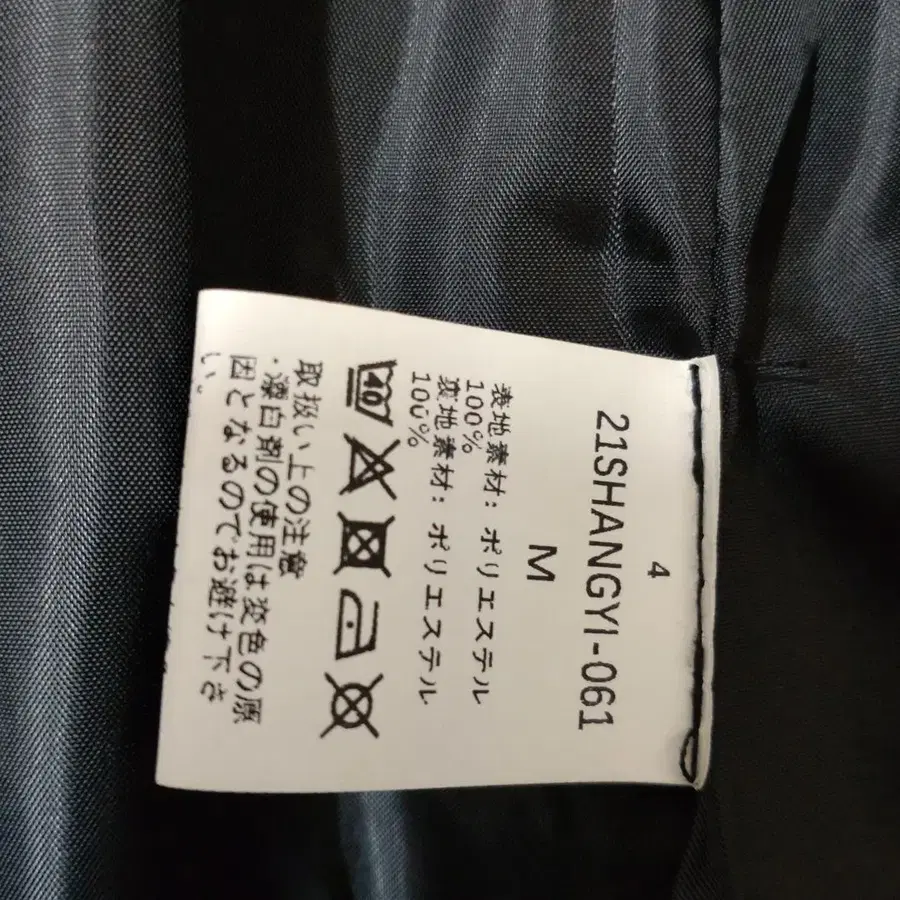 4
21SHANGYI-061
M
表地素材: ポリエステル
100%
裏地素材: ポリエステル
100%
40
取扱い上の注意
・漂白剤の使用は変色の原
因となるのでお避け下さ
い。